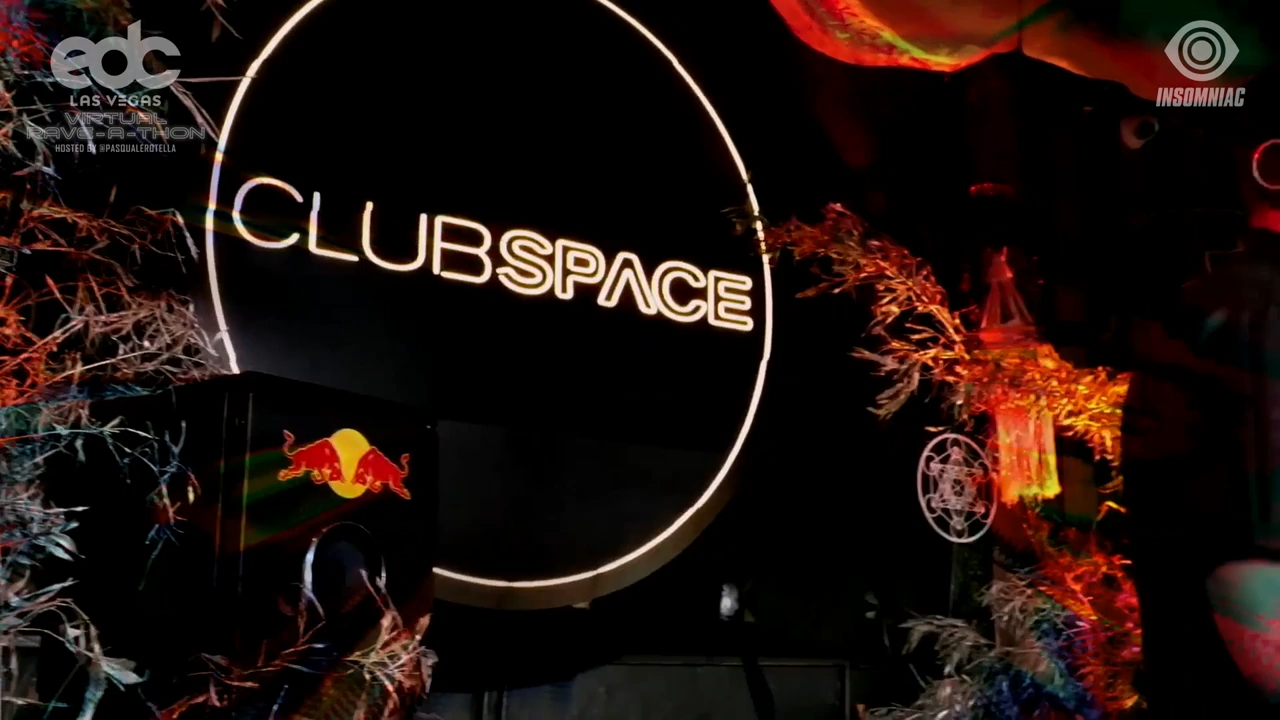 edc
LAS VEGAS
VIRTUAL
RAVE-A-THON
HOSTED BY @PASQUALEROTELLA
INSOMNIAC
CLUBSPACE